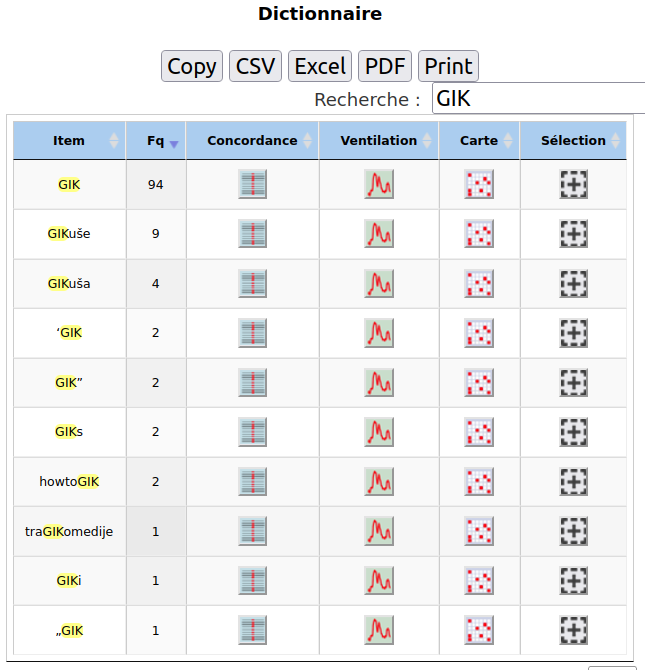 Dictionnaire
Copy CSV Excel PDF Print
Recherche : GIK
Item Fq Concordance Ventilation Carte Sélection
GIK 94
GIKuše 9
GIKuša 4
‘GIK 2
GIK” 2
GIKs 2
howtoGIK 2
traGIKomedije 1
GIKi 1
„GIK 1